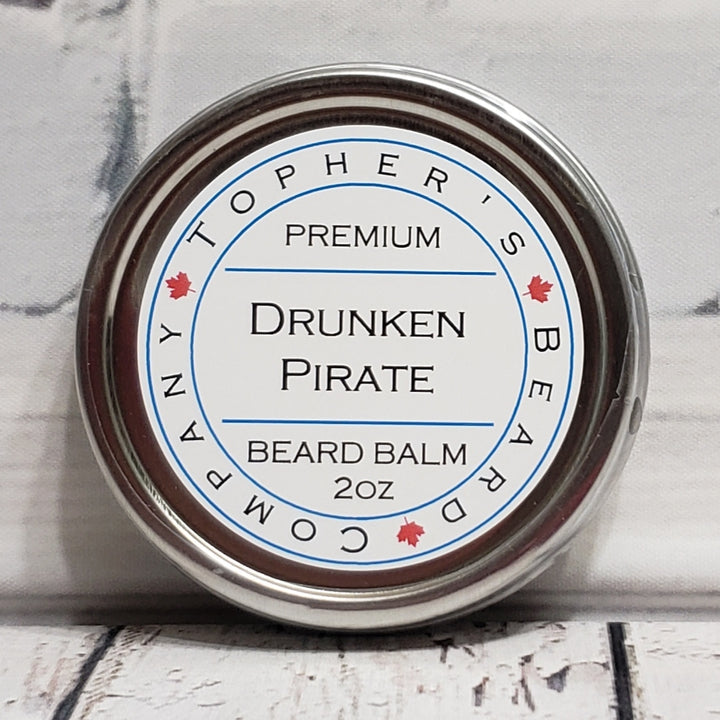 TOPHER'S BEARD COMPANY
PREMIUM
DRUNKEN
PIRATE
BEARD BALM
2OZ